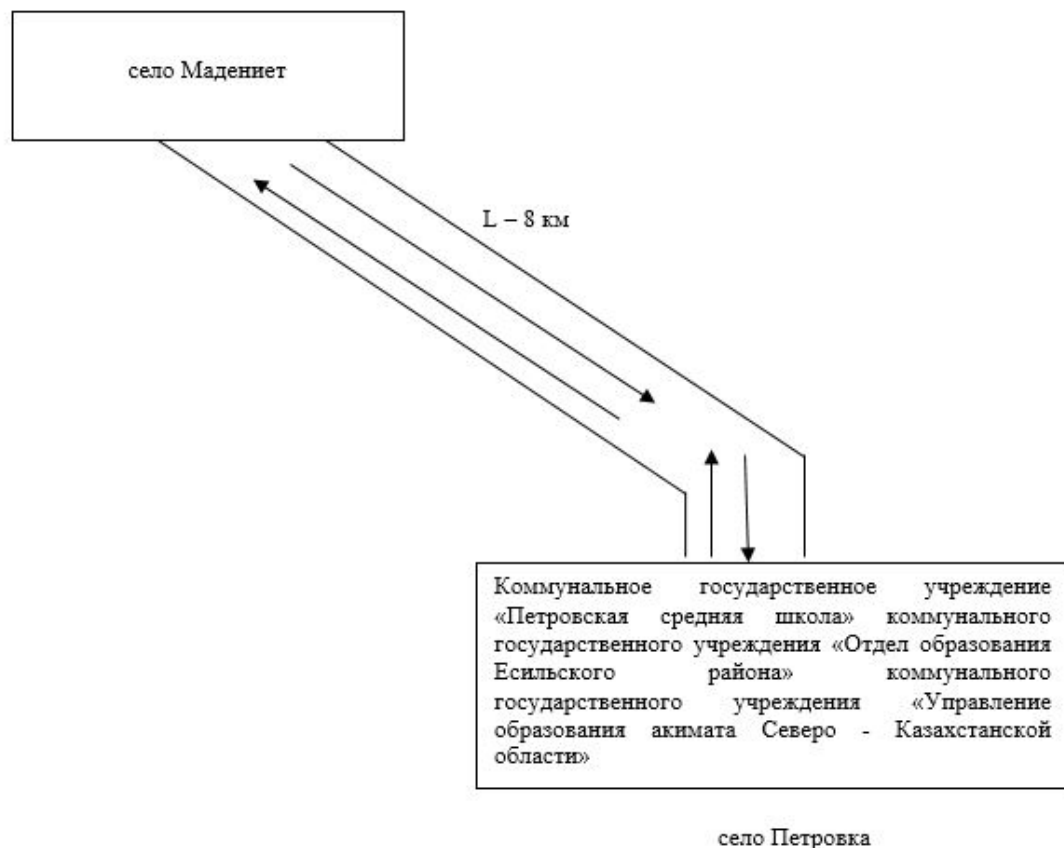 село Мадениет
L – 8 км
Коммунальное государственное учреждение
«Петровская средняя школа» коммунального
государственного учреждения «Отдел образования
Есильского района» коммунального
государственного учреждения «Управление
образования акимата Северо - Казахстанской
области»
село Петровка